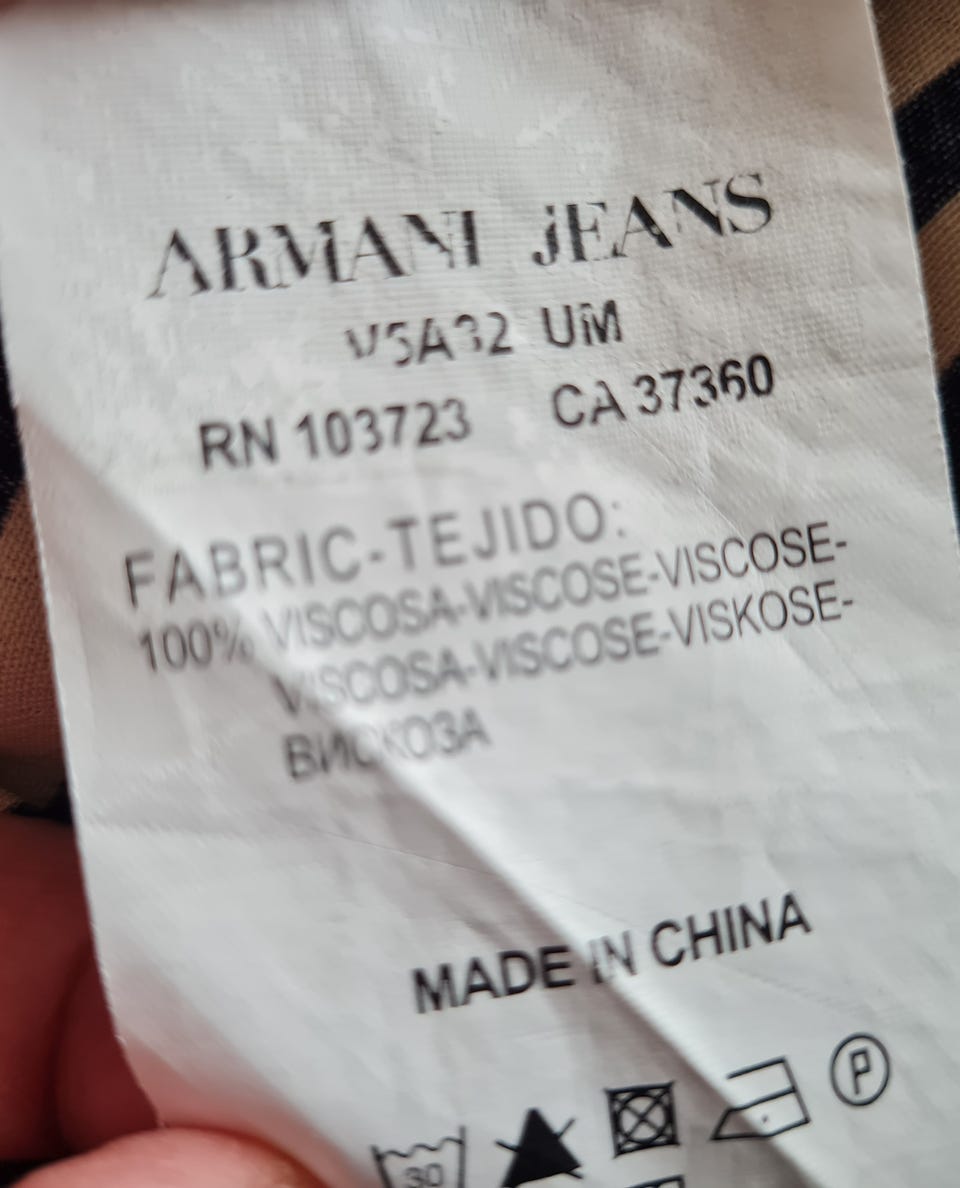 ARMANI JEANS
V5A32 UM
RN 103723 CA 37360
FABRIC-TEJIDO:
100% VISCOSA-VISCOSE-VISCOSE-
VISCOSA-VISCOSE-VISKOSE-
ВИСКОЗА
MADE IN CHINA
30
P